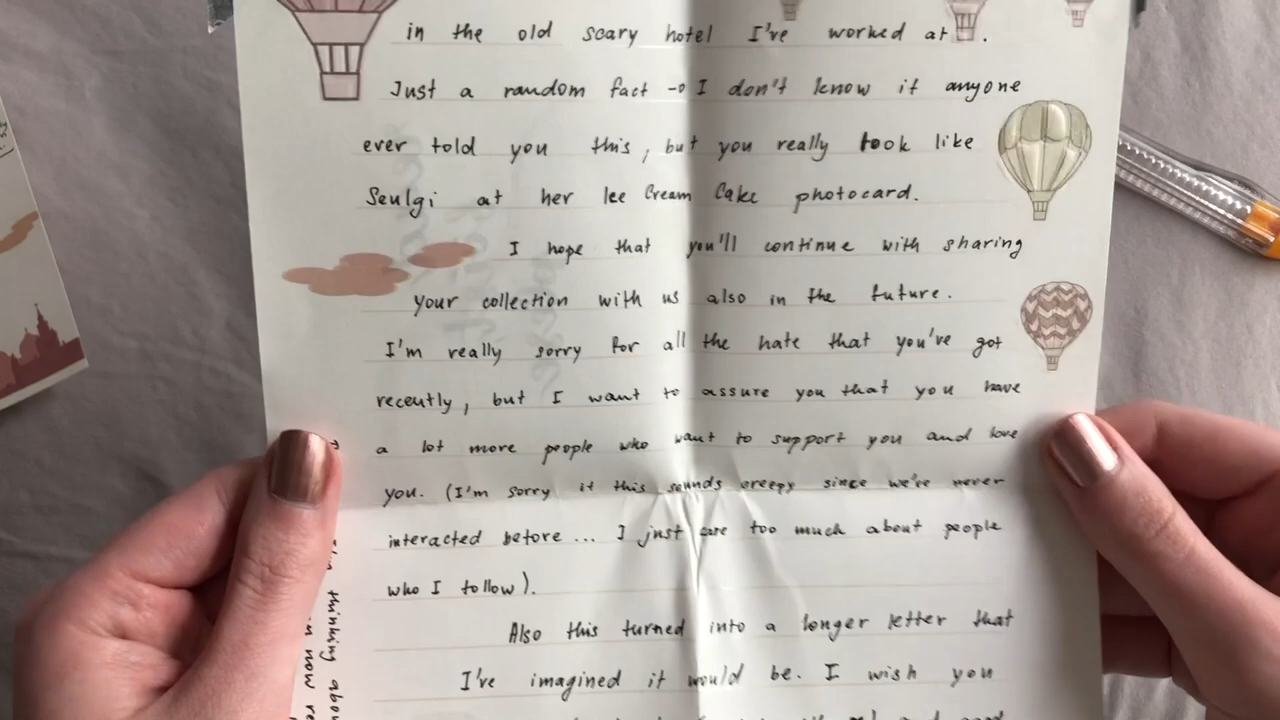 in the old scary hotel I've worked at.
Just a random fact → I don't know if anyone
ever told you this, but you really look like
Seulgi at her Ice Cream Cake photocard.
I hope that you'll continue with sharing
your collection with us also in the future.
I'm really sorry for all the hate that you've got
recently, but I want to assure you that you have
a lot more people who want to support you and love
you. (I'm sorry if this sounds creepy since we've never
interacted before... I just care too much about people
who I follow).
Also this turned into a longer letter that
I've imagined it would be. I wish you
thinking abou
now re